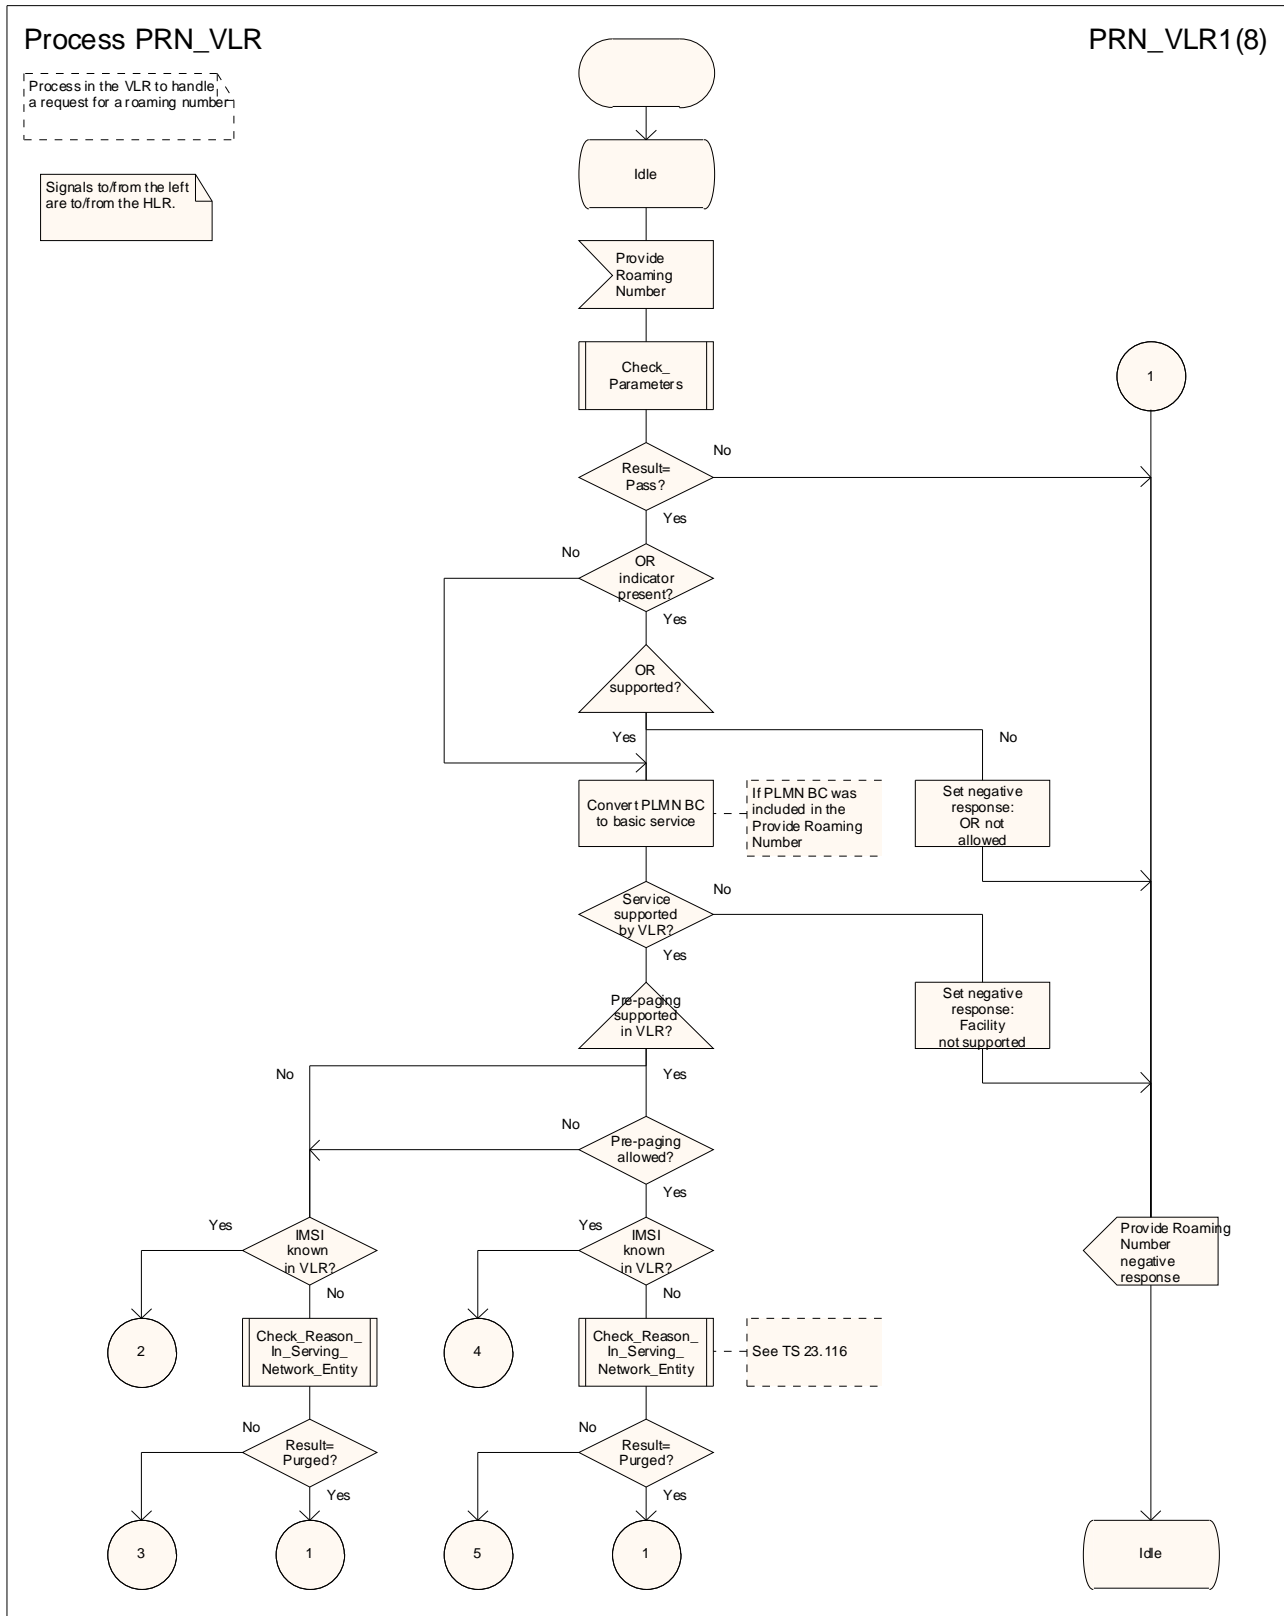 Process PRN_VLR
PRN_VLR1(8)
Process in the VLR to handle
a request for a roaming number
Signals to/from the left
are to/from the HLR.
Idle
Provide
Roaming
Number
Check_
Parameters
1
Result=
Pass?
No
Yes
No
OR
indicator
present?
Yes
OR
supported?
Yes
No
Convert PLMN BC
to basic service
If PLMN BC was
included in the
Provide Roaming
Number
Set negative
response:
OR not
allowed
Service
supported
by VLR?
No
Yes
Pre-paging
supported
in VLR?
Set negative
response:
Facility
not supported
No
Yes
No
Pre-paging
allowed?
Yes
Yes
IMSI
known
in VLR?
No
Yes
IMSI
known
in VLR?
No
Provide Roaming
Number
negative
response
2
Check_Reason_
In_Serving_
Network_Entity
4
Check_Reason_
In_Serving_
Network_Entity
See TS 23.116
No
Result=
Purged?
Yes
No
Result=
Purged?
Yes
3
1
5
1
Idle